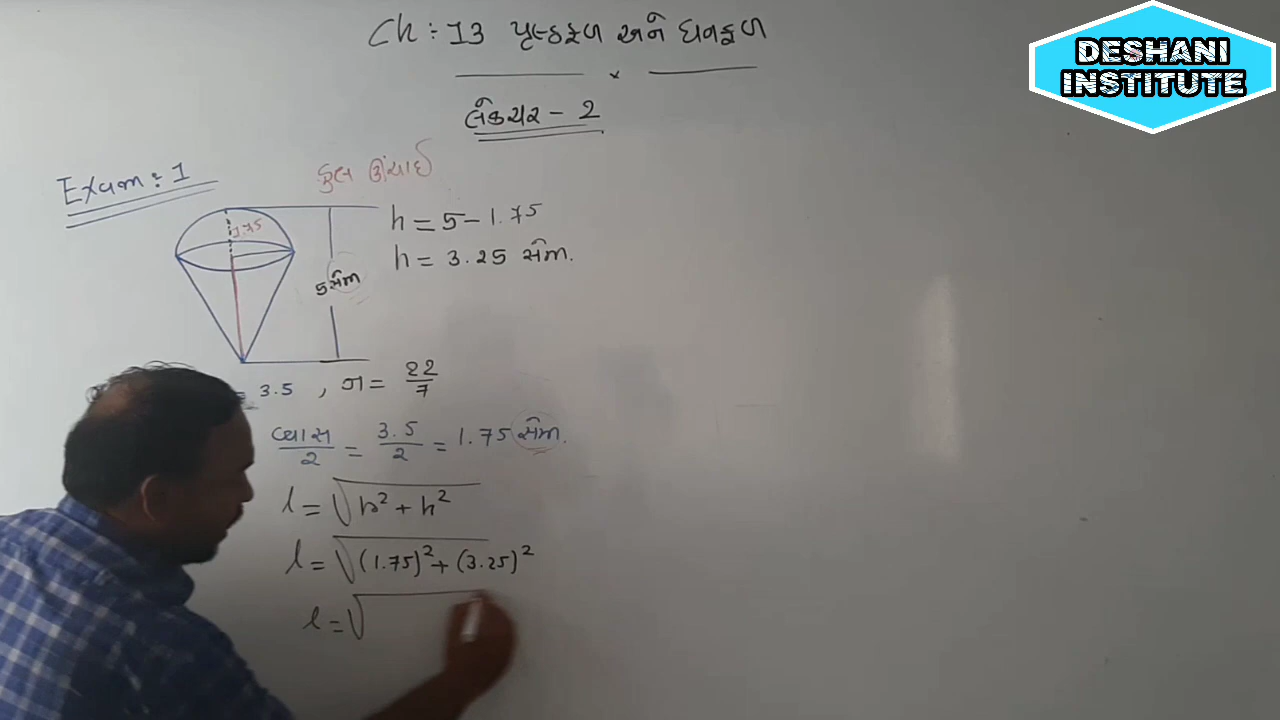 Ch : 13 પૃષ્ઠફળ અને ઘનફળ
DESHANI
INSTITUTE
લેક્ચર - 2
Exam : 1
કુલ ઊંચાઈ
1.75
h = 5 - 1.75
h = 3.25 સેમી.
5 સેમી
= 3.5 , π = 22/7
વ્યાસ/2 = 3.5/2 = 1.75 સેમી.
l = √r² + h²
l = √(1.75)² + (3.25)²
l = √